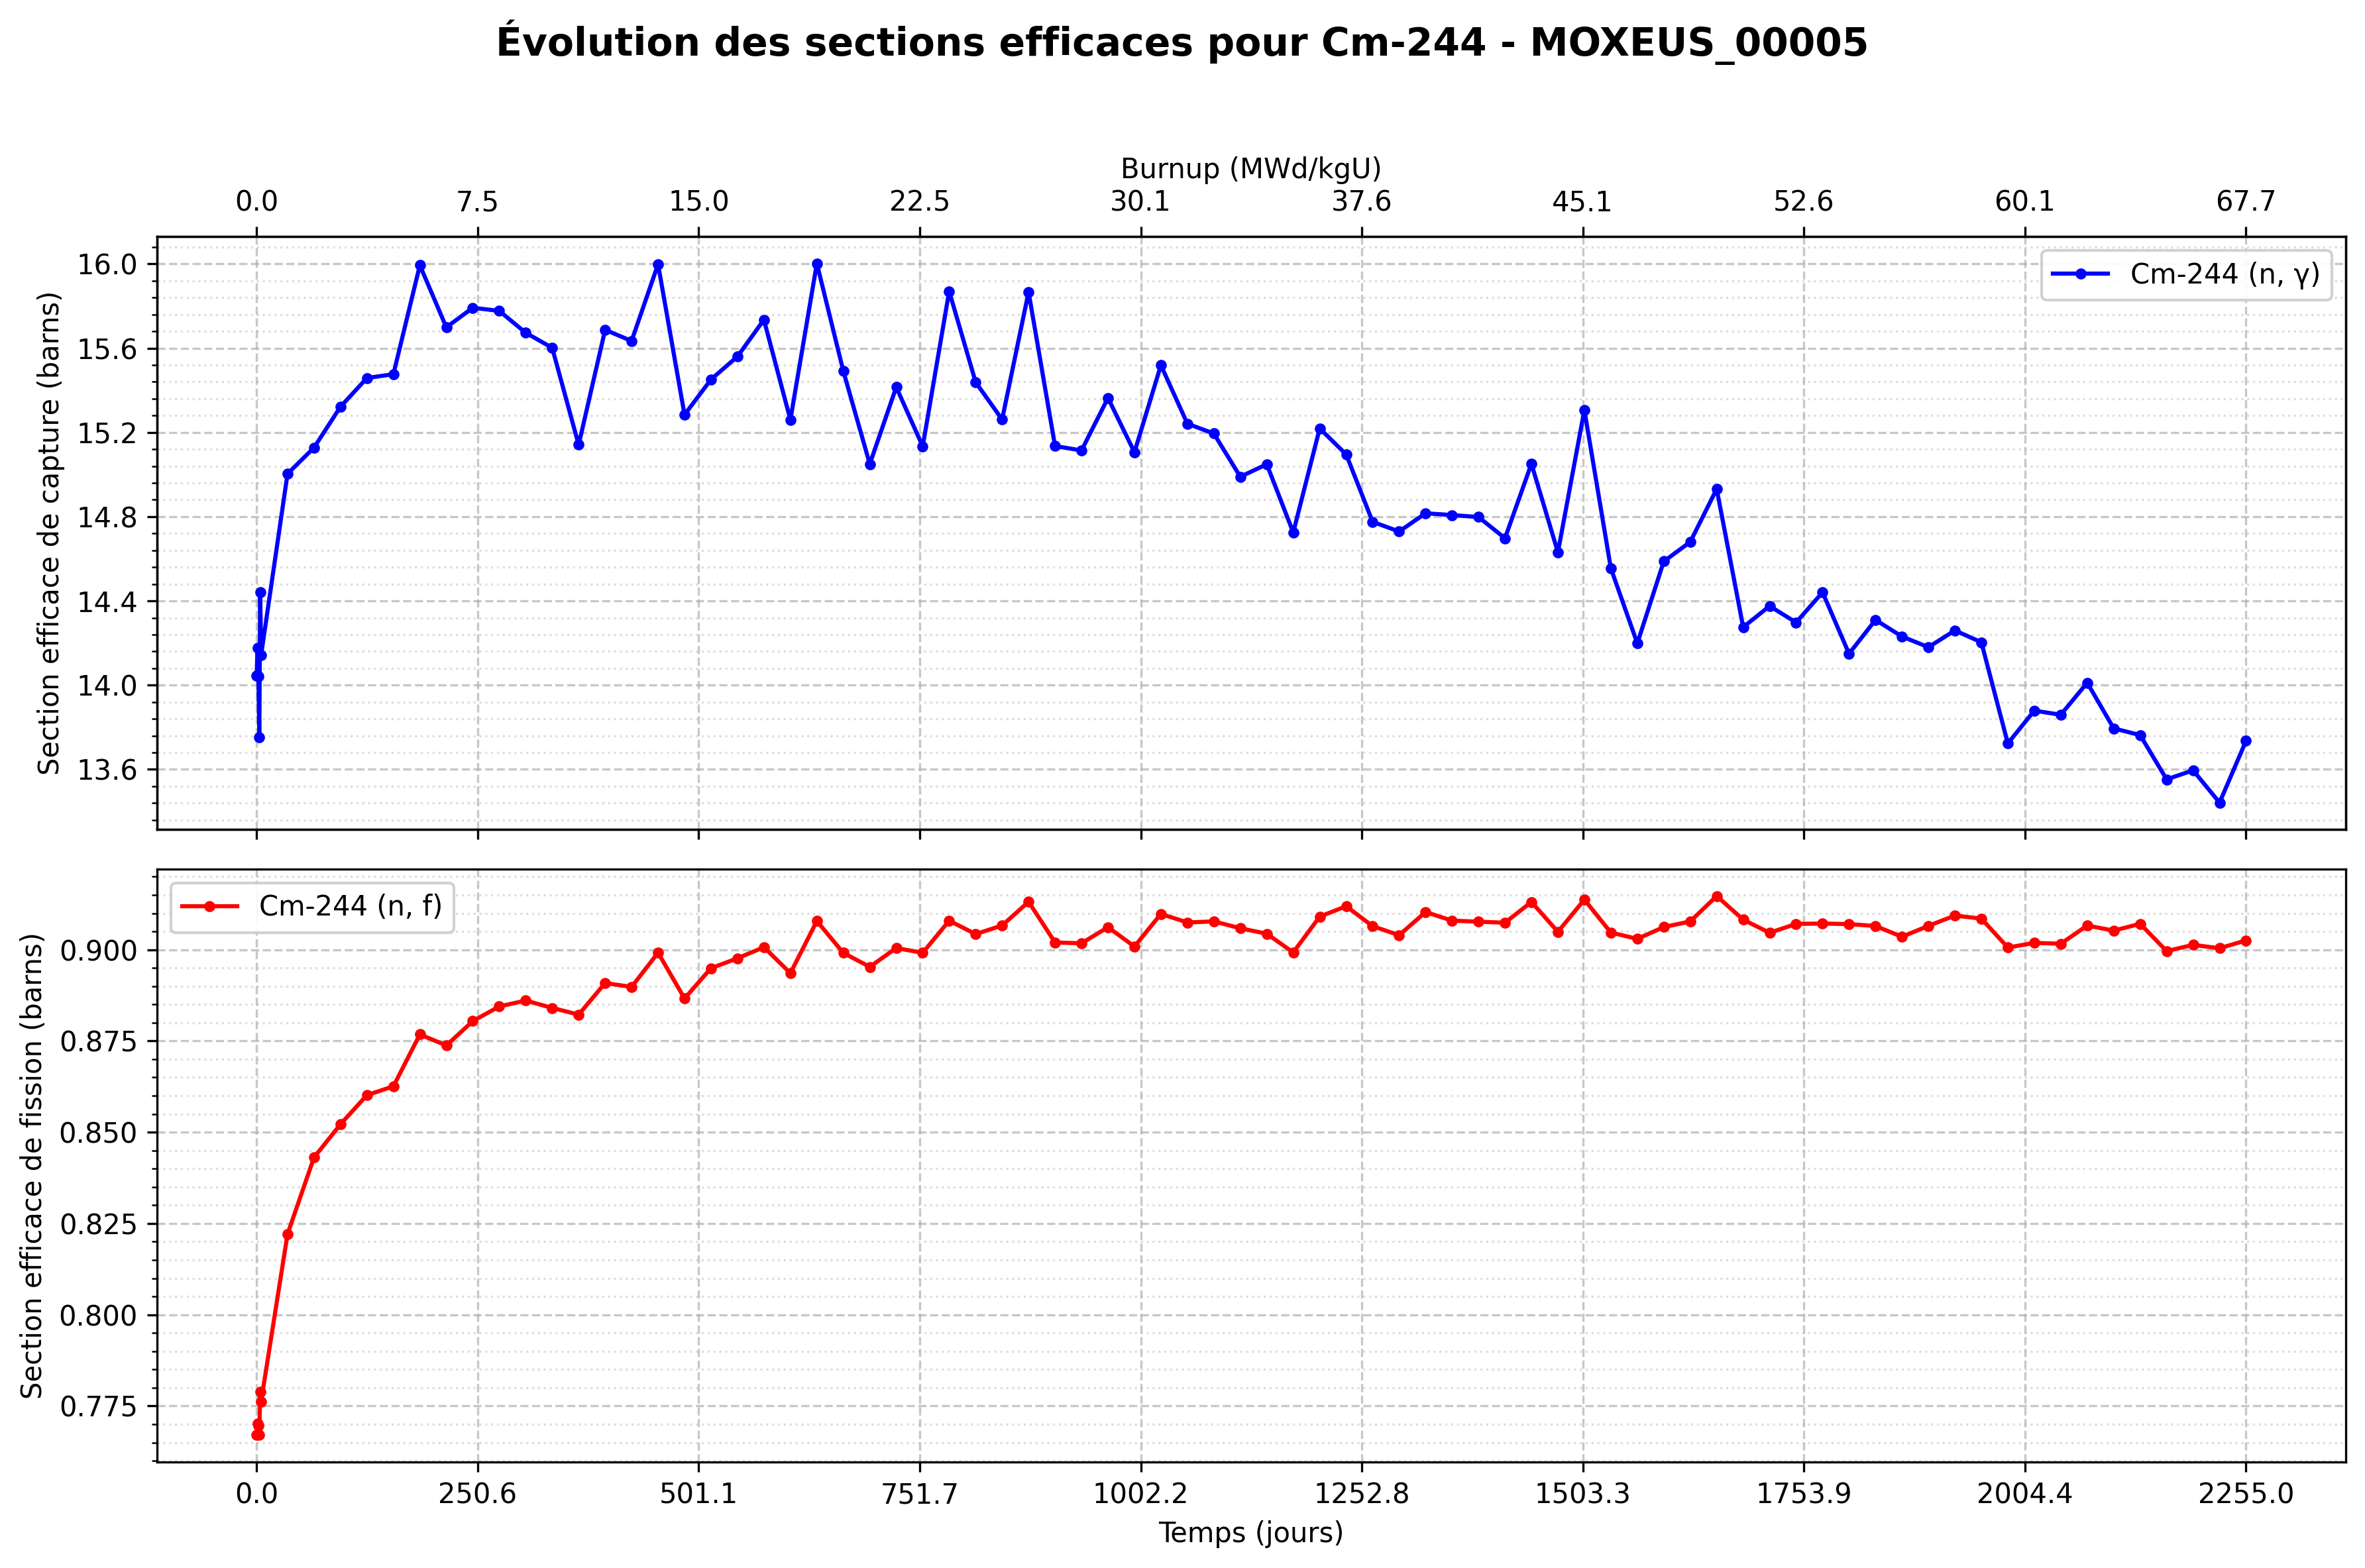 Évolution des sections efficaces pour Cm-244 - MOXEUS_00005
Burnup (MWd/kgU)
0.0 7.5 15.0 22.5 30.1 37.6 45.1 52.6 60.1 67.7
Section efficace de capture (barns)
16.0
15.6
15.2
14.8
14.4
14.0
13.6
Cm-244 (n, γ)
Section efficace de fission (barns)
0.900
0.875
0.850
0.825
0.800
0.775
Cm-244 (n, f)
0.0 250.6 501.1 751.7 1002.2 1252.8 1503.3 1753.9 2004.4 2255.0
Temps (jours)